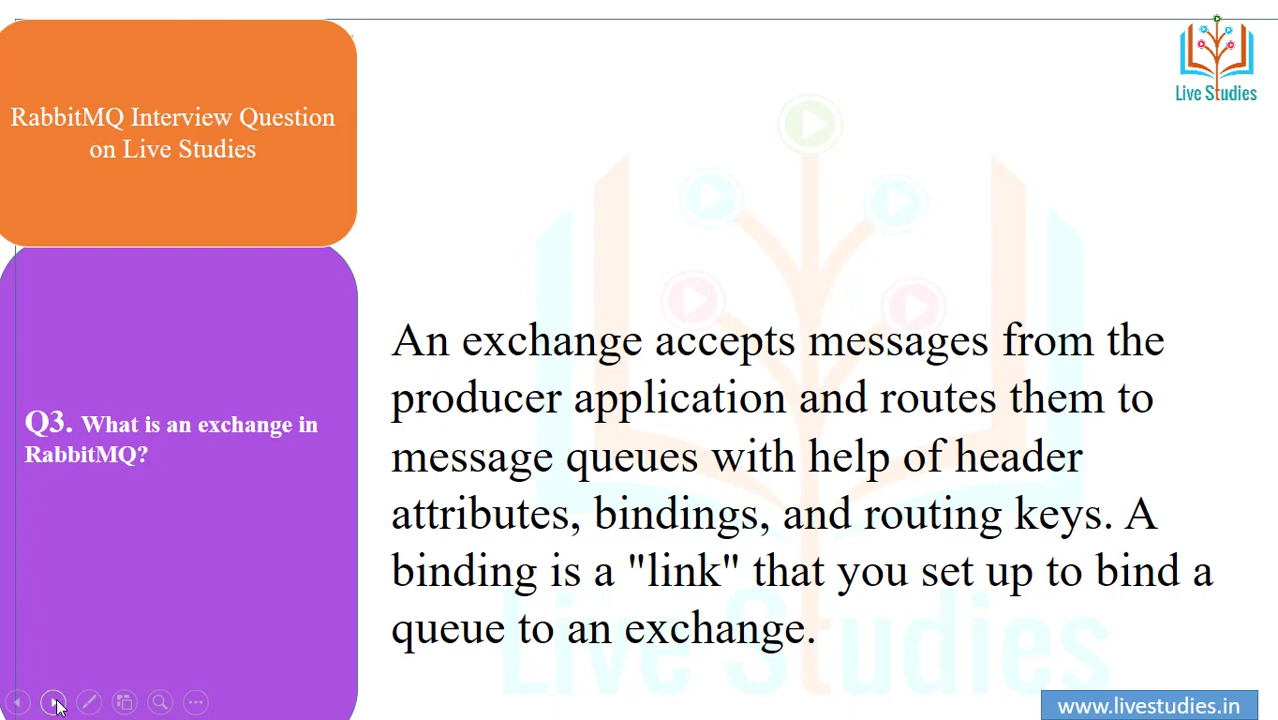 Live Studies
RabbitMQ Interview Question
on Live Studies
Q3. What is an exchange in
RabbitMQ?
An exchange accepts messages from the
producer application and routes them to
message queues with help of header
attributes, bindings, and routing keys. A
binding is a "link" that you set up to bind a
queue to an exchange.
Live Studies
www.livestudies.in